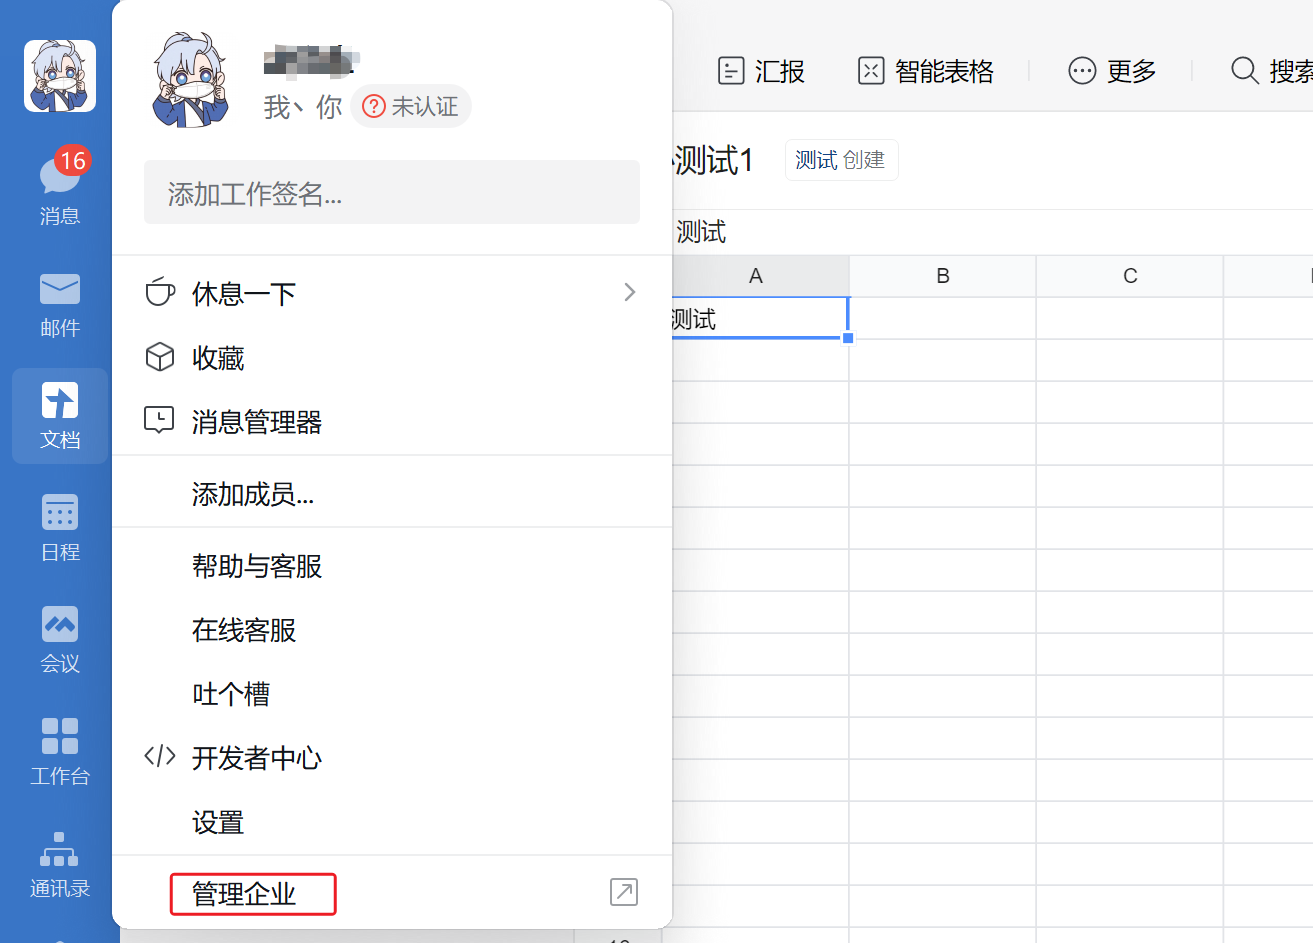 16
消息
邮件
文档
日程
会议
工作台
通讯录
我、你
未认证
添加工作签名...
休息一下
收藏
消息管理器
添加成员...
帮助与客服
在线客服
吐个槽
开发者中心
设置
管理企业
汇报
智能表格
更多
搜索
测试1
测试 创建
测试
A
B
C
测试